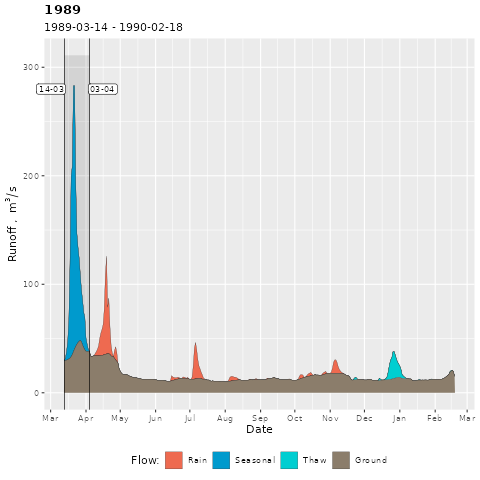 1989
1989-03-14 - 1990-02-18
300
200
100
0
Runoff , m³/s
14-03
03-04
Mar Apr May Jun Jul Aug Sep Oct Nov Dec Jan Feb Mar
Date
Flow: Rain Seasonal Thaw Ground